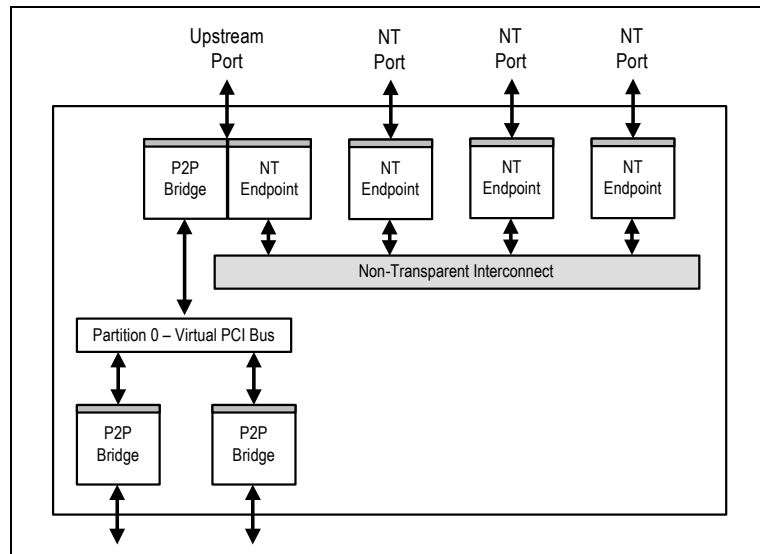 Upstream
Port
NT
Port
NT
Port
NT
Port
P2P
Bridge
NT
Endpoint
NT
Endpoint
NT
Endpoint
NT
Endpoint
Non-Transparent Interconnect
Partition 0 – Virtual PCI Bus
P2P
Bridge
P2P
Bridge